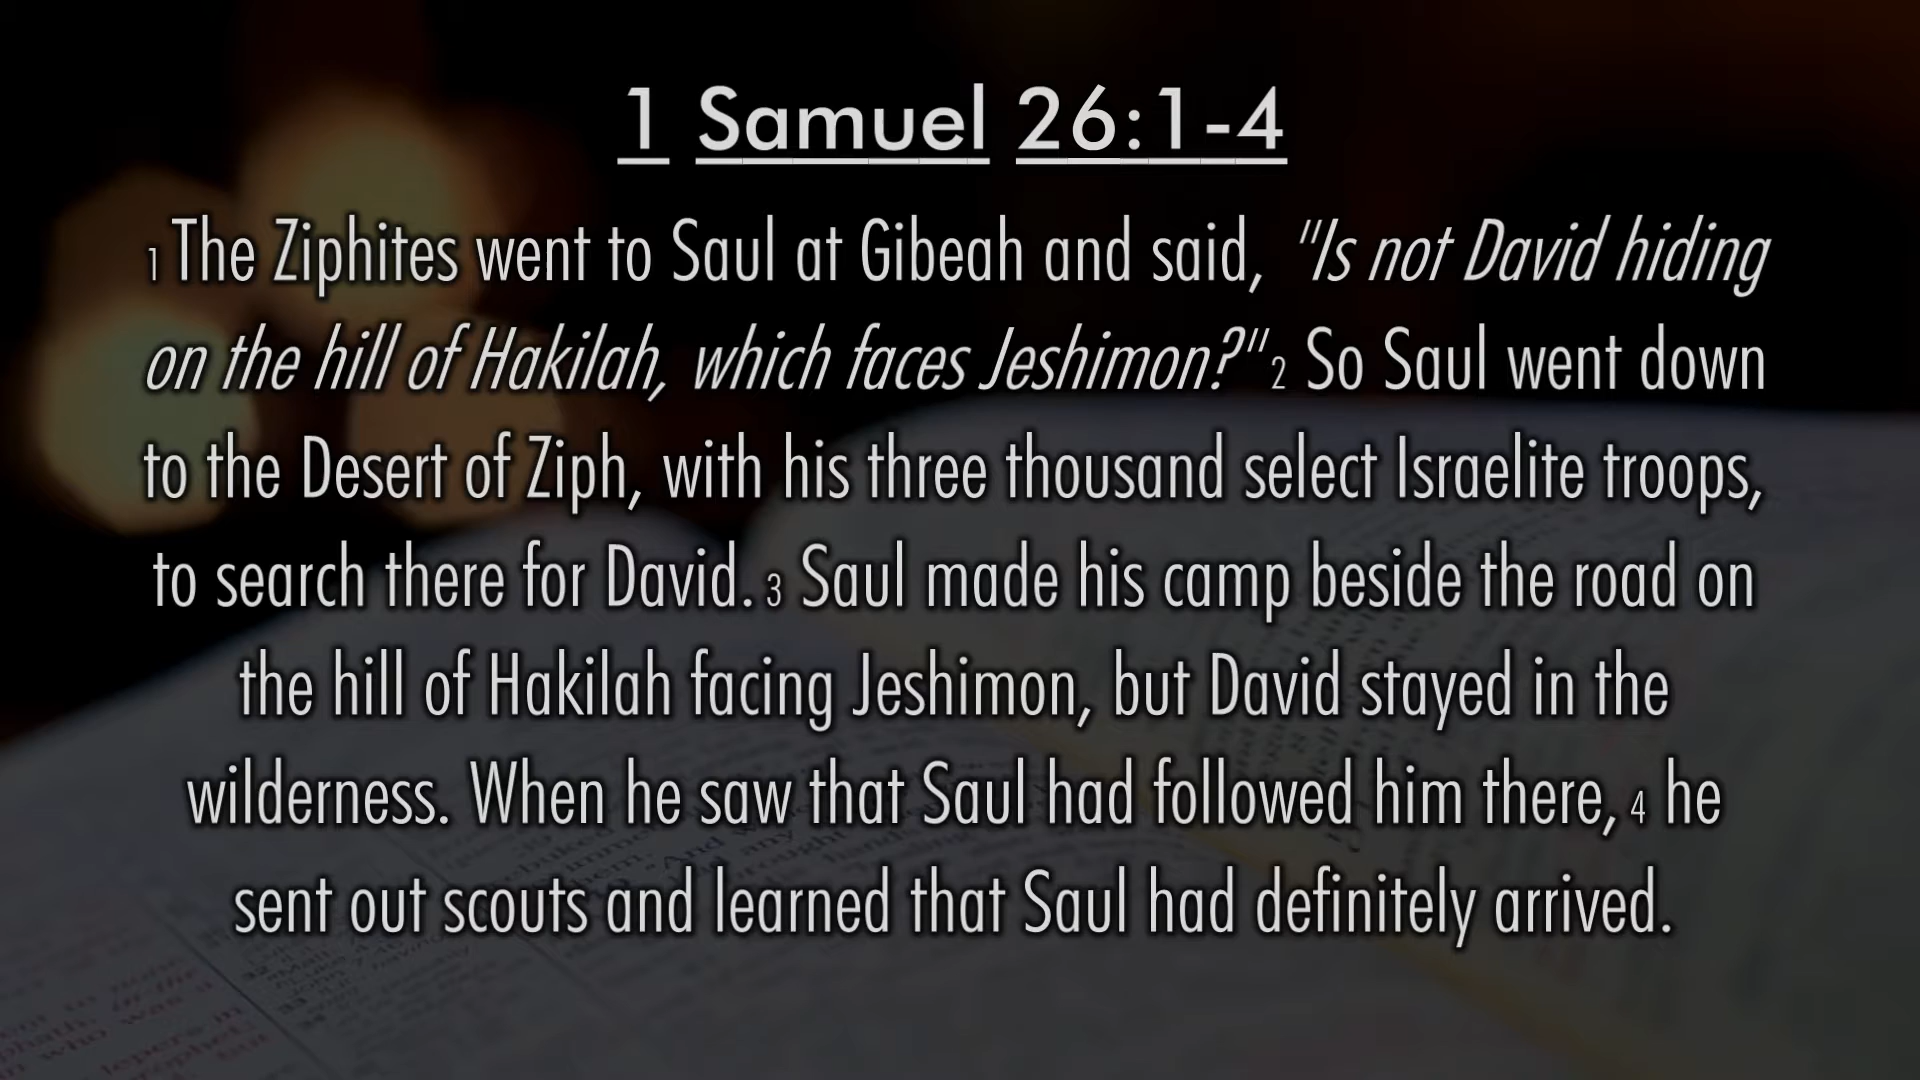 1 Samuel 26:1-4
1 The Ziphites went to Saul at Gibeah and said, "Is not David hiding
on the hill of Hakilah, which faces Jeshimon?" 2 So Saul went down
to the Desert of Ziph, with his three thousand select Israelite troops,
to search there for David. 3 Saul made his camp beside the road on
the hill of Hakilah facing Jeshimon, but David stayed in the
wilderness. When he saw that Saul had followed him there, 4 he
sent out scouts and learned that Saul had definitely arrived.